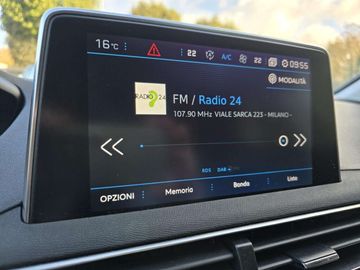 16°C 22 A/C 22 09:55
MODALITÀ
RADIO 24
FM / Radio 24
107.90 MHz VIALE SARCA 223 - MILANO -
RDS DAB
OPZIONI Memoria Banda Liste